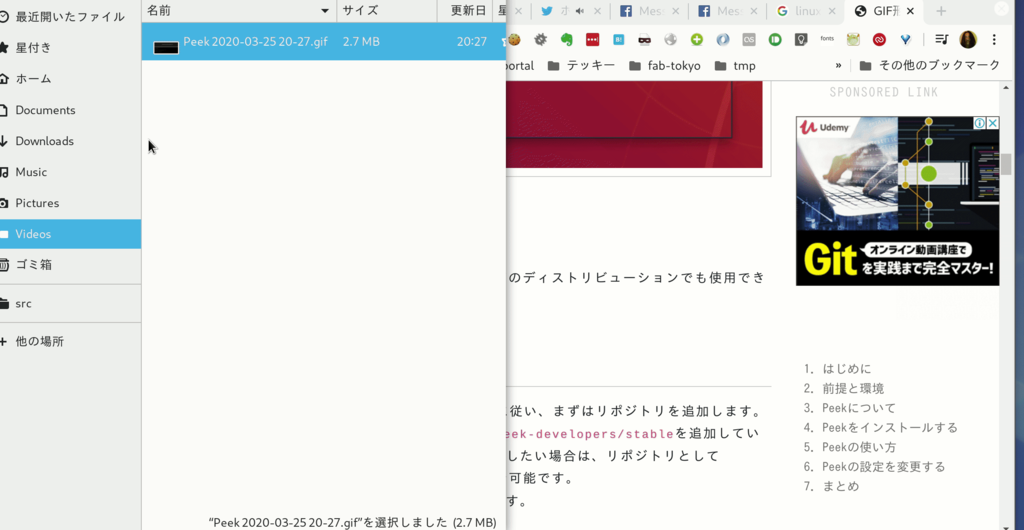 最近開いたファイル
星付き
ホーム
Documents
Downloads
Music
Pictures
Videos
ゴミ箱
src
他の場所
名前
サイズ
更新日
星
Peek 2020-03-25 20-27.gif
2.7 MB
20:27
"Peek 2020-03-25 20-27.gif"を選択しました (2.7 MB)
ホ
Mess
Mess
linux
GIF形
B!
OS
fonts
portal
テッキー
fab-tokyo
tmp
»
その他のブックマーク
SPONSORED LINK
Udemy
Git
オンライン動画講座で
を実践まで完全マスター!
のディストリビューションでも使用でき
従い、まずはリポジトリを追加します。
eek-developers/stableを追加してい
したい場合は、リポジトリとして
可能です。
す。
1. はじめに
2. 前提と環境
3. Peekについて
4. Peekをインストールする
5. Peekの使い方
6. Peekの設定を変更する
7. まとめ